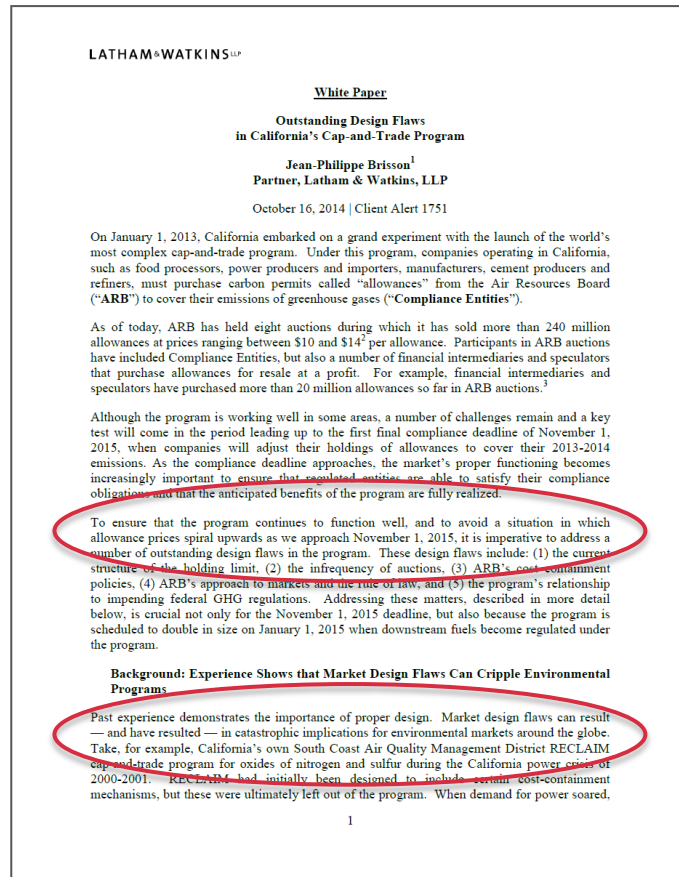 LATHAM&WATKINS LLP
White Paper
Outstanding Design Flaws
in California's Cap-and-Trade Program
Jean-Philippe Brisson1
Partner, Latham & Watkins, LLP
October 16, 2014 | Client Alert 1751
On January 1, 2013, California embarked on a grand experiment with the launch of the world's
most complex cap-and-trade program. Under this program, companies operating in California,
such as food processors, power producers and importers, manufacturers, cement producers and
refiners, must purchase carbon permits called "allowances" from the Air Resources Board
("ARB") to cover their emissions of greenhouse gases ("Compliance Entities").
As of today, ARB has held eight auctions during which it has sold more than 240 million
allowances at prices ranging between $10 and $142 per allowance. Participants in ARB auctions
have included Compliance Entities, but also a number of financial intermediaries and speculators
that purchase allowances for resale at a profit. For example, financial intermediaries and
speculators have purchased more than 20 million allowances so far in ARB auctions.3
Although the program is working well in some areas, a number of challenges remain and a key
test will come in the period leading up to the first final compliance deadline of November 1,
2015, when companies will adjust their holdings of allowances to cover their 2013-2014
emissions. As the compliance deadline approaches, the market's proper functioning becomes
increasingly important to ensure that regulated entities are able to satisfy their compliance
obligations and that the anticipated benefits of the program are fully realized.
To ensure that the program continues to function well, and to avoid a situation in which
allowance prices spiral upwards as we approach November 1, 2015, it is imperative to address a
number of outstanding design flaws in the program. These design flaws include: (1) the current
structure of the holding limit, (2) the infrequency of auctions, (3) ARB's cost-containment
policies, (4) ARB's approach to markets and the rule of law, and (5) the program's relationship
to impending federal GHG regulations. Addressing these matters, described in more detail
below, is crucial not only for the November 1, 2015 deadline, but also because the program is
scheduled to double in size on January 1, 2015 when downstream fuels become regulated under
the program.
Background: Experience Shows that Market Design Flaws Can Cripple Environmental
Programs
Past experience demonstrates the importance of proper design. Market design flaws can result
— and have resulted — in catastrophic implications for environmental markets around the globe.
Take, for example, California's own South Coast Air Quality Management District RECLAIM
cap-and-trade program for oxides of nitrogen and sulfur during the California power crisis of
2000-2001. RECLAIM had initially been designed to include certain cost-containment
mechanisms, but these were ultimately left out of the program. When demand for power soared,
1